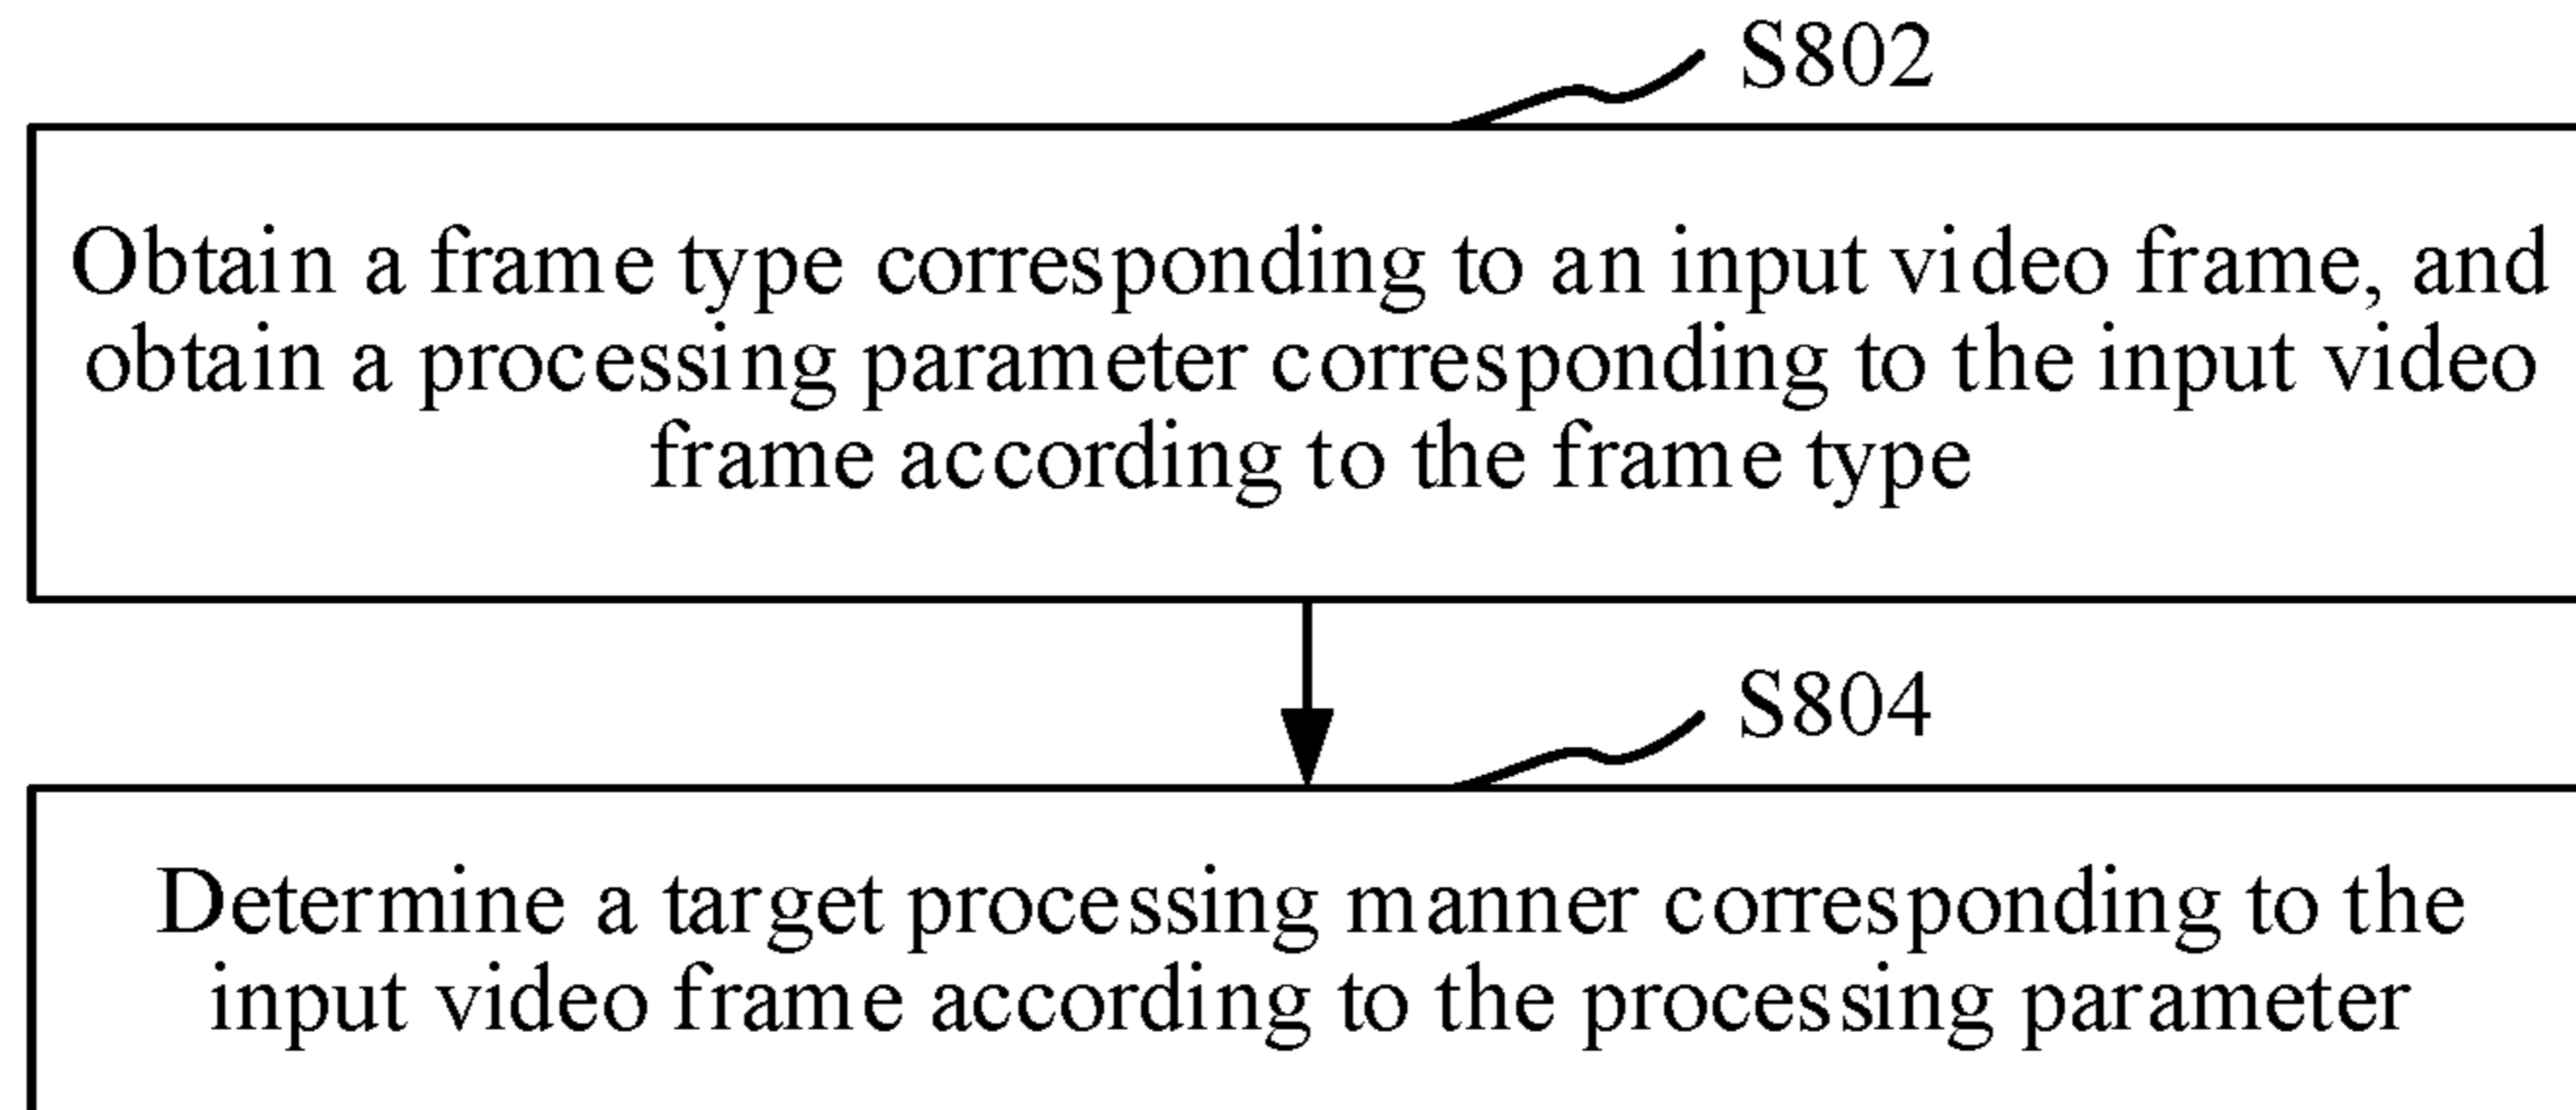 S802
Obtain a frame type corresponding to an input video frame, and
obtain a processing parameter corresponding to the input video
frame according to the frame type
S804
Determine a target processing manner corresponding to the
input video frame according to the processing parameter